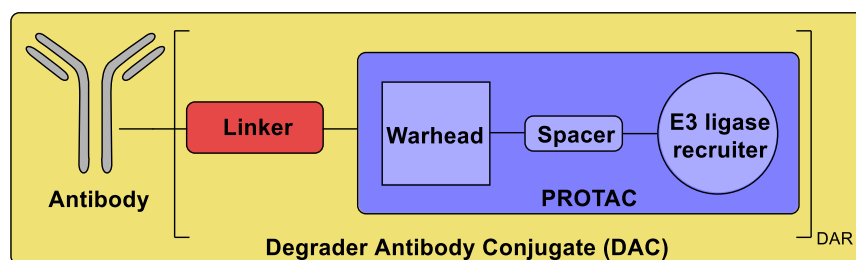 Antibody
Linker
Warhead
Spacer
E3 ligase
recruiter
PROTAC
DAR
Degrader Antibody Conjugate (DAC)